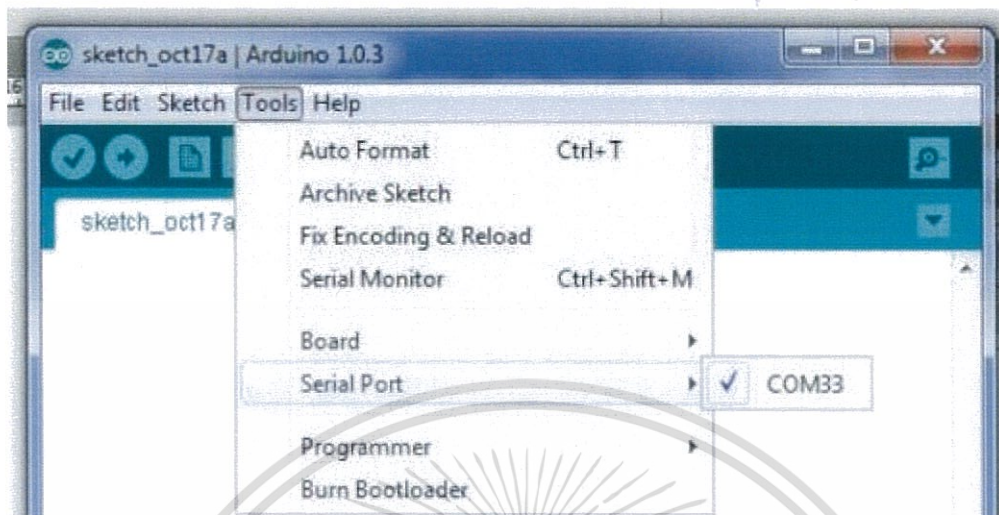 sketch_oct17a | Arduino 1.0.3
File Edit Sketch Tools Help
Auto Format Ctrl+T
Archive Sketch
sketch_oct17a
Fix Encoding & Reload
Serial Monitor Ctrl+Shift+M
Board
Serial Port
COM33
Programmer
Burn Bootloader